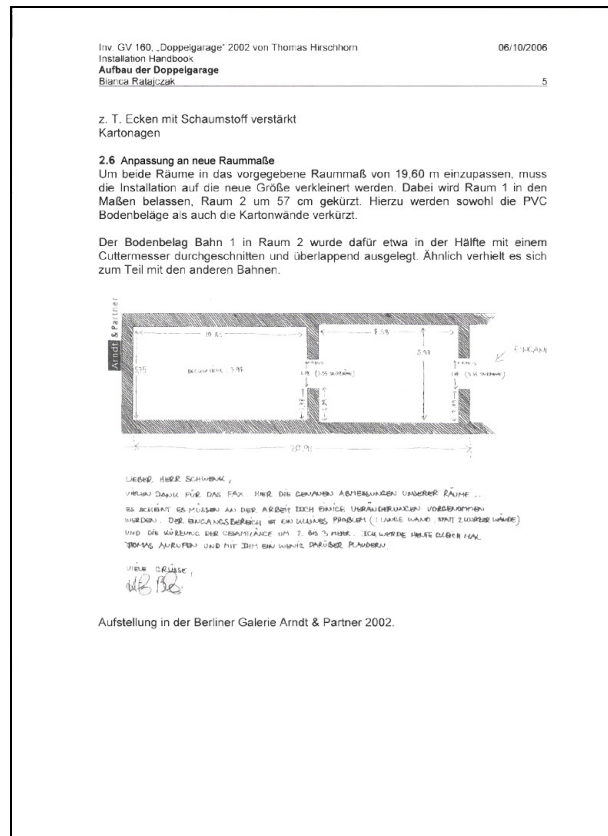 Inv. GV 160, „Doppelgarage" 2002 von Thomas Hirschhorn 06/10/2006
Installation Handbook
Aufbau der Doppelgarage
Bianca Ratajczak 5
z. T. Ecken mit Schaumstoff verstärkt
Kartonagen
2.6 Anpassung an neue Raummaße
Um beide Räume in das vorgegebene Raummaß von 19,60 m einzupassen, muss
die Installation auf die neue Größe verkleinert werden. Dabei wird Raum 1 in den
Maßen belassen, Raum 2 um 57 cm gekürzt. Hierzu werden sowohl die PVC
Bodenbeläge als auch die Kartonwände verkürzt.
Der Bodenbelag Bahn 1 in Raum 2 wurde dafür etwa in der Hälfte mit einem
Cuttermesser durchgeschnitten und überlappend ausgelegt. Ähnlich verhielt es sich
zum Teil mit den anderen Bahnen.
Arndt & Partner
LIEBER HERR SCHWENK,
VIELEN DANK FÜR DAS FAX. HIER DIE GENAUEN ABMESSUNGEN UNSERER RÄUME...
ES SCHEINT ES MÜSSEN AN DER ARBEIT DOCH EINIGE VERÄNDERUNGEN VORGENOMMEN
WERDEN. DER EINGANGSBEREICH IST EIN KLEINES PROBLEM (1 LANGE WAND STATT 2 KURZER WÄNDE)
UND DIE KÜRZUNG DER GESAMTLÄNGE UM 2 BIS 3 METER. ICH WERDE HEUTE GLEICH MAL
THOMAS ANRUFEN UND MIT IHM EIN WENIG DARÜBER PLAUDERN.
VIELE GRÜSSE,
Aufstellung in der Berliner Galerie Arndt & Partner 2002.